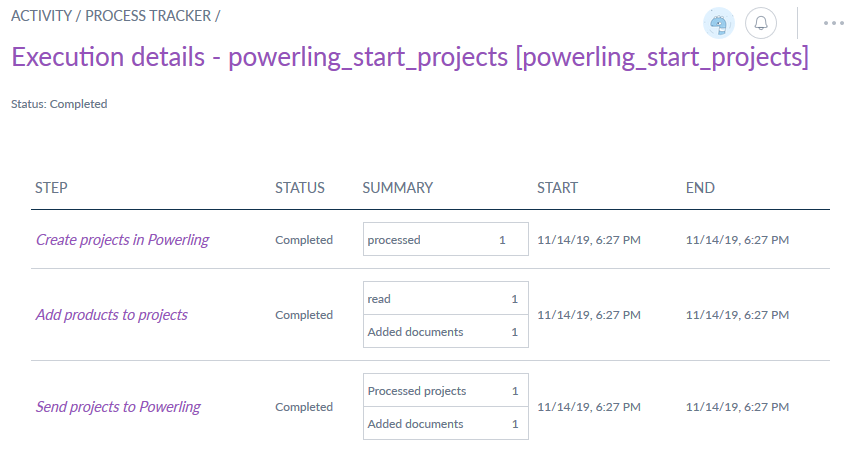 ACTIVITY / PROCESS TRACKER /
Execution details - powerling_start_projects [powerling_start_projects]
Status: Completed
STEP STATUS SUMMARY START END
Create projects in Powerling Completed processed 1 11/14/19, 6:27 PM 11/14/19, 6:27 PM
read 1
Add products to projects Completed 11/14/19, 6:27 PM 11/14/19, 6:27 PM
Added documents 1
Processed projects 1
Send projects to Powerling Completed 11/14/19, 6:27 PM 11/14/19, 6:27 PM
Added documents 1